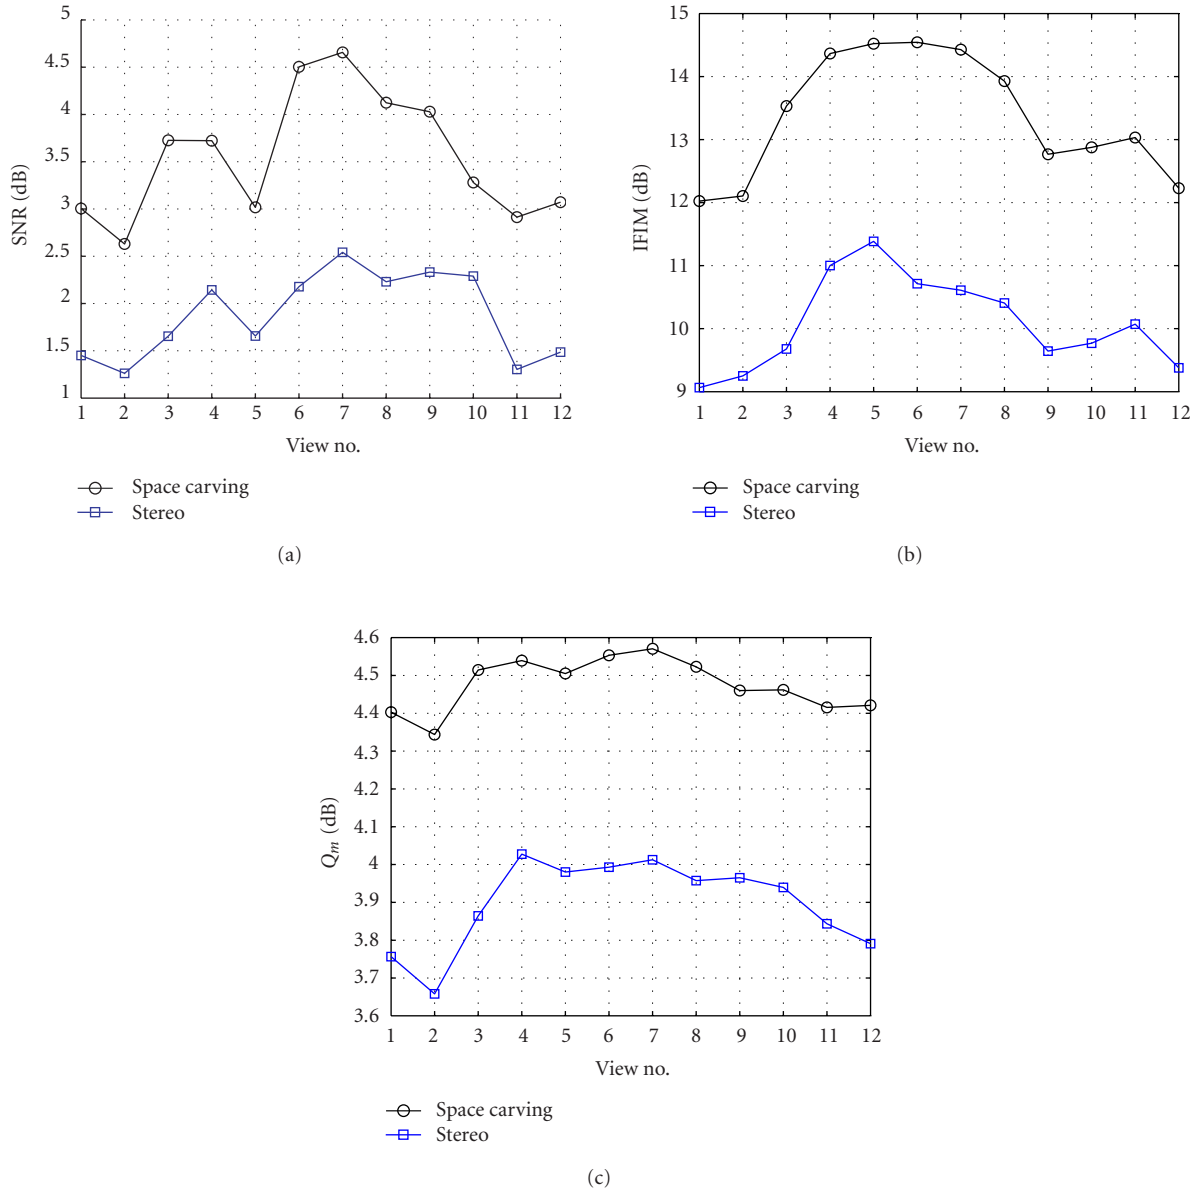 5
4.5
4
3.5
3
2.5
2
1.5
1
SNR (dB)
1 2 3 4 5 6 7 8 9 10 11 12
View no.
Space carving
Stereo
(a)
15
14
13
12
11
10
9
IFIM (dB)
1 2 3 4 5 6 7 8 9 10 11 12
View no.
Space carving
Stereo
(b)
4.6
4.5
4.4
4.3
4.2
4.1
4
3.9
3.8
3.7
3.6
Qm (dB)
1 2 3 4 5 6 7 8 9 10 11 12
View no.
Space carving
Stereo
(c)